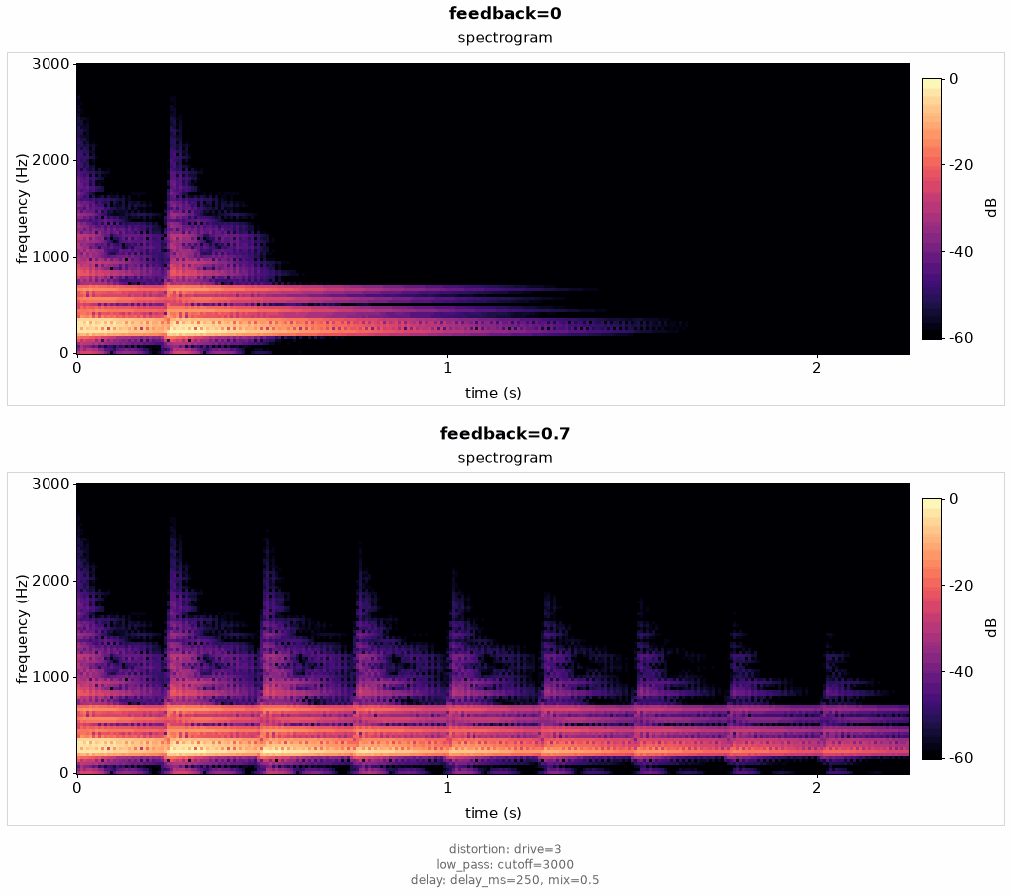 feedback=0
spectrogram
3000
2000
1000
0
frequency (Hz)
0
1
2
time (s)
0
-20
-40
-60
dB
feedback=0.7
spectrogram
3000
2000
1000
0
frequency (Hz)
0
1
2
time (s)
0
-20
-40
-60
dB
distortion: drive=3
low_pass: cutoff=3000
delay: delay_ms=250, mix=0.5